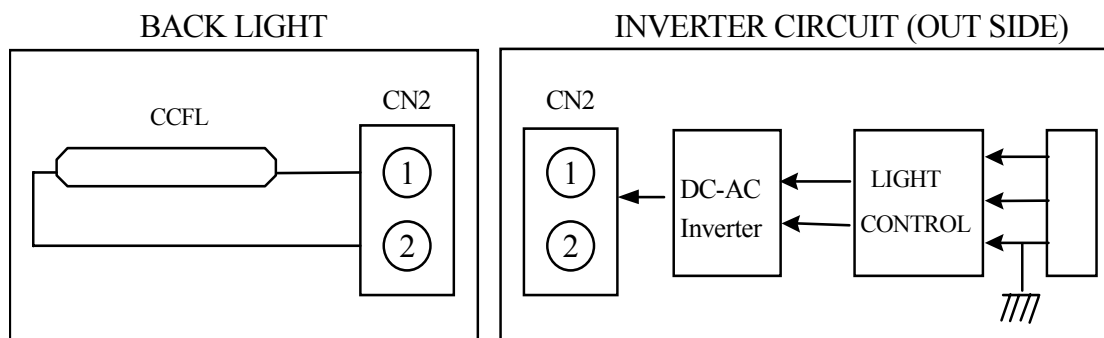 BACK LIGHT
CCFL
CN2
1
2
INVERTER CIRCUIT (OUT SIDE)
CN2
1
2
DC-AC
Inverter
LIGHT
CONTROL